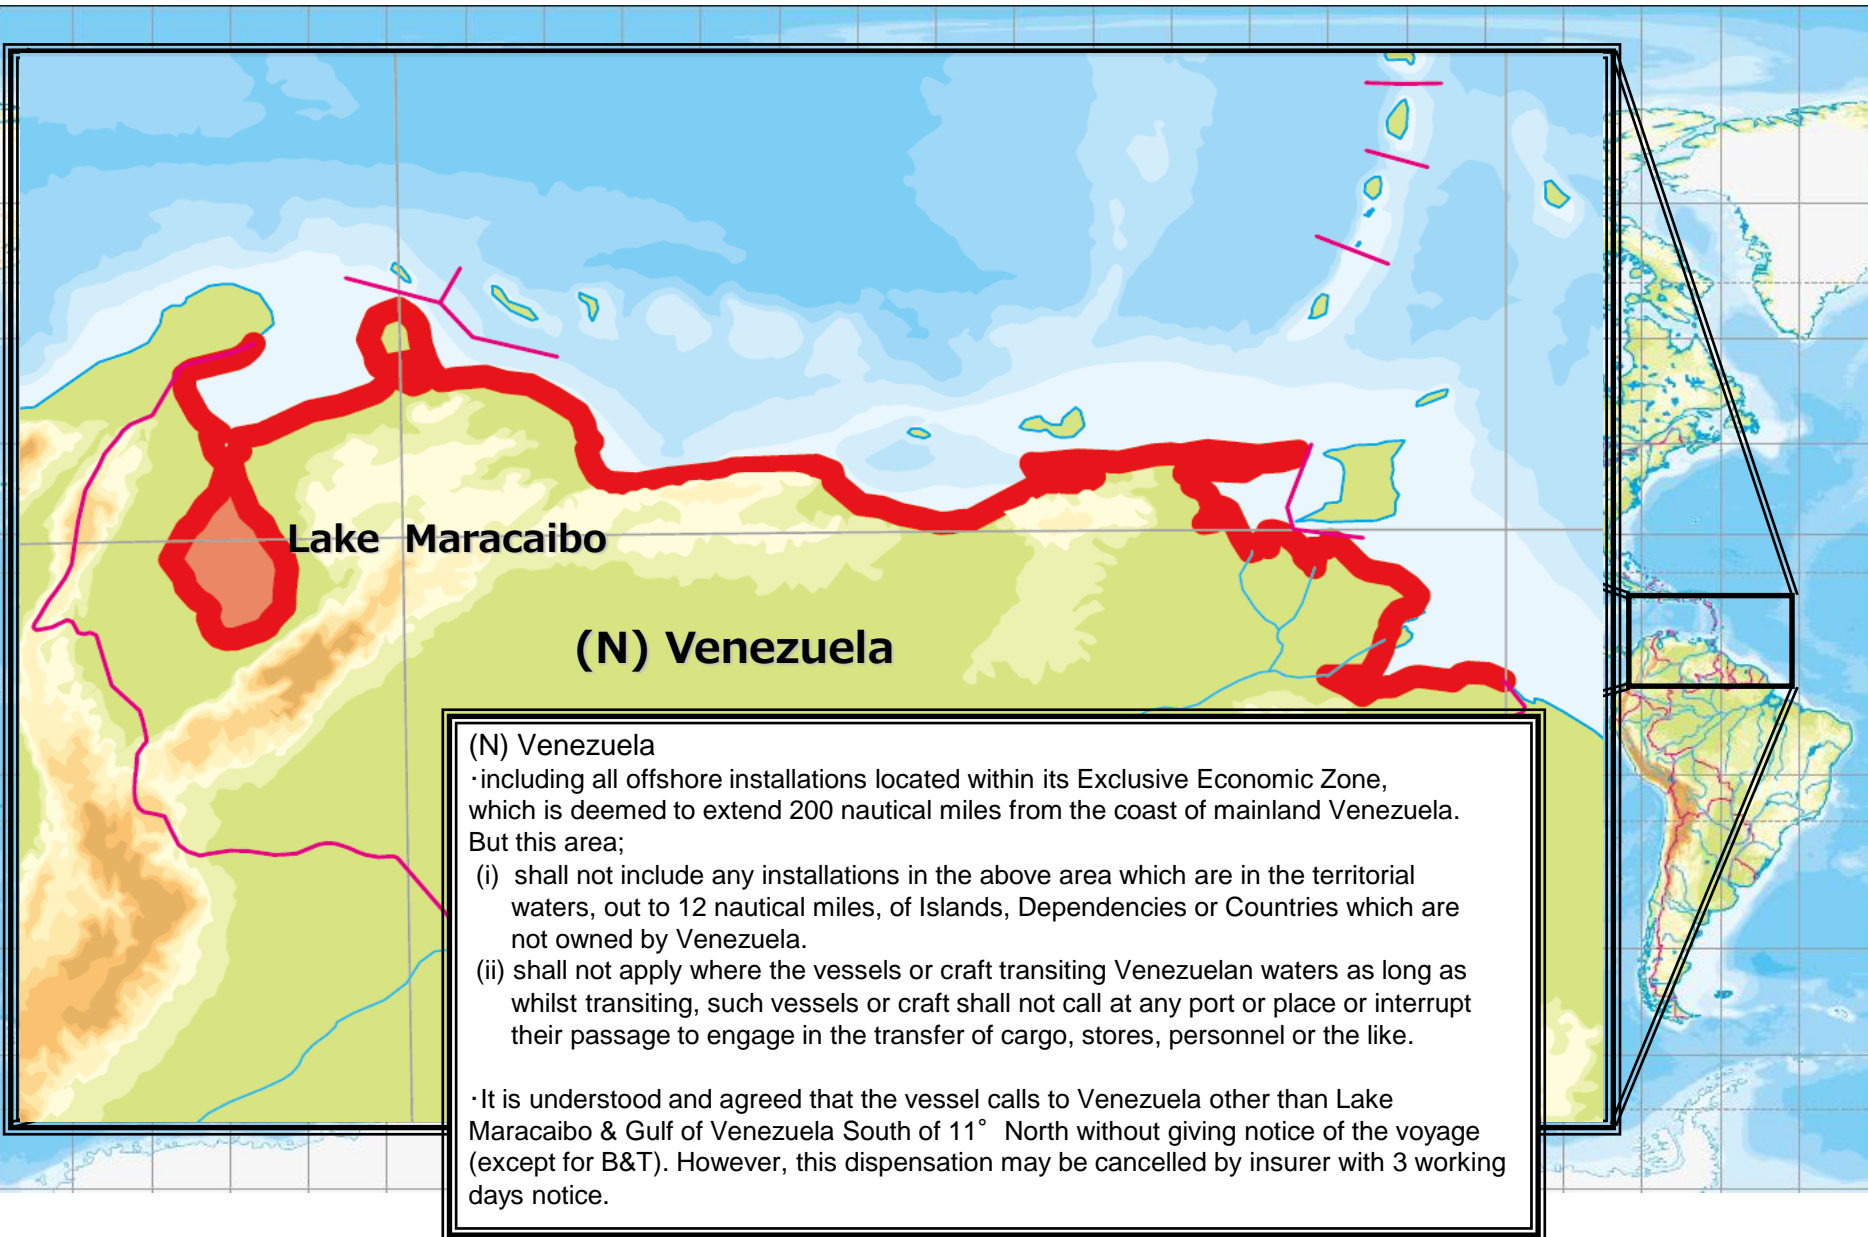 Lake Maracaibo
(N) Venezuela
(N) Venezuela
・including all offshore installations located within its Exclusive Economic Zone,
which is deemed to extend 200 nautical miles from the coast of mainland Venezuela.
But this area;
(i) shall not include any installations in the above area which are in the territorial
waters, out to 12 nautical miles, of Islands, Dependencies or Countries which are
not owned by Venezuela.
(ii) shall not apply where the vessels or craft transiting Venezuelan waters as long as
whilst transiting, such vessels or craft shall not call at any port or place or interrupt
their passage to engage in the transfer of cargo, stores, personnel or the like.
・It is understood and agreed that the vessel calls to Venezuela other than Lake
Maracaibo & Gulf of Venezuela South of 11° North without giving notice of the voyage
(except for B&T). However, this dispensation may be cancelled by insurer with 3 working
days notice.